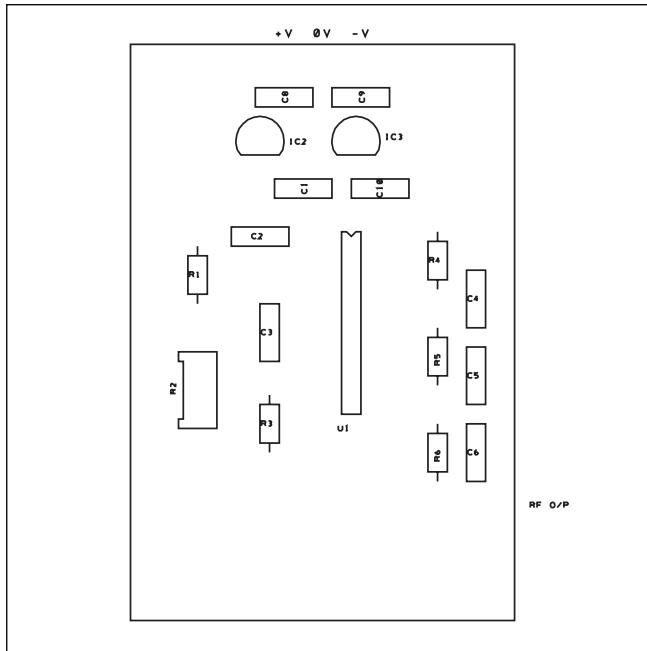 +V 0V -V
C8 C9
IC2 IC3
C1 C10
C2
R4
R1
C4
C3
R5
C5
R2
R3
U1
R6 C6
RF O/P